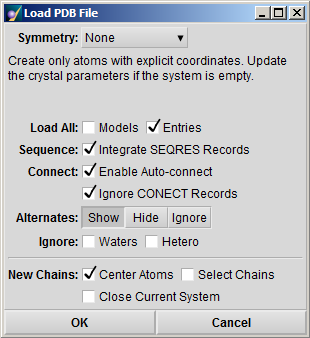 Load PDB File
Symmetry: None
Create only atoms with explicit coordinates. Update
the crystal parameters if the system is empty.
Load All: Models Entries
Sequence: Integrate SEQRES Records
Connect: Enable Auto-connect
Ignore CONECT Records
Alternates: Show Hide Ignore
Ignore: Waters Hetero
New Chains: Center Atoms Select Chains
Close Current System
OK Cancel